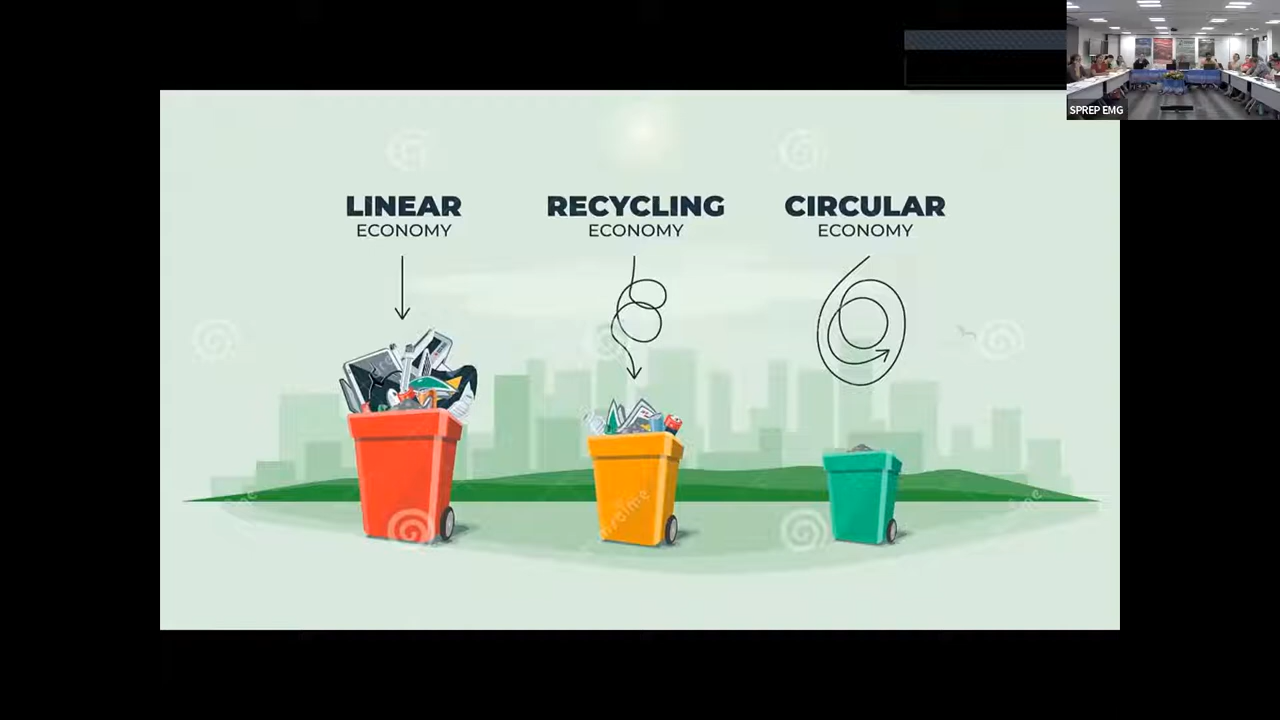 SPREP EMG
LINEAR
ECONOMY
RECYCLING
ECONOMY
CIRCULAR
ECONOMY